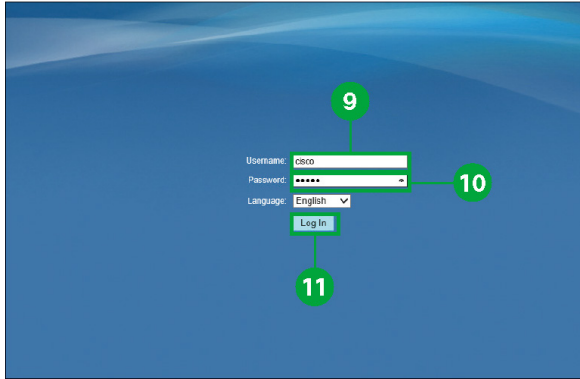 9
Username: cisco
Password: •••••
10
Language: English
Log In
11